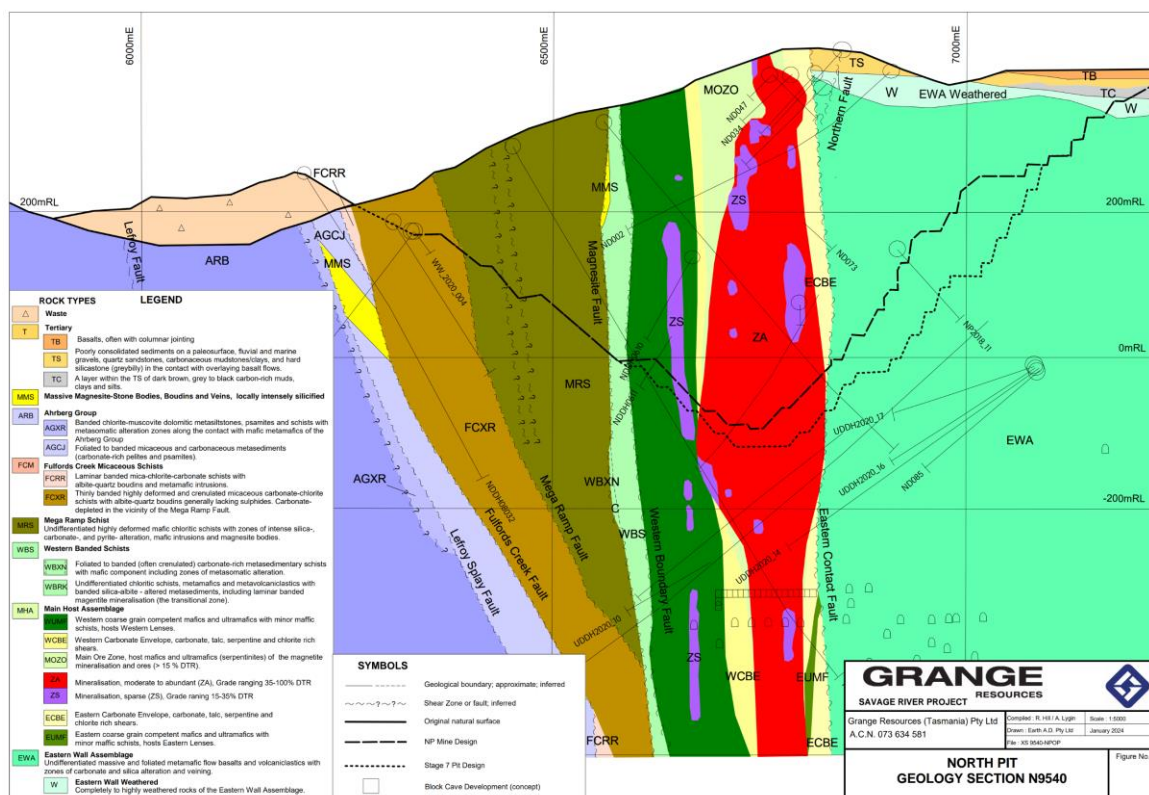 6000mE
6500mE
7000mE
FCRR
MOZO
TS
TB
W
EWA Weathered
TC
W
ND047
ND034
Northern Fault
200mRL
200mRL
Lefroy Fault
ARB
AGCJ
MMS
MMS
ND002
ZS
ND073
WW_2020_004
Magnesite Fault
ECBE
ZS
ZA
NP2018_11
0mRL
MRS
FCXR
UDDH2020_17
EWA
UDDH2020_16
ND085
AGXR
WBXN
-200mRL
C
Mega Ramp Fault
NDDH08032
Fulfords Creek Fault
WBS
Western Boundary Fault
Eastern Contact Fault
Lefroy Splay Fault
UDDH2020_14
UDDH2020_10
ZS
WCBE
EUMF
FCRR
ECBE
ROCK TYPES
LEGEND
Waste
T
Tertiary
TB
Basalts, often with columnar jointing
TS
Poorly consolidated sediments on a paleosurface, fluvial and marine
gravels, quartz sandstones, carbonaceous mudstones/clays, and hard
silicastone (greybilly) in the contact with overlaying basalt flows.
TC
A layer within the TS of dark brown, grey to black carbon-rich muds,
clays and silts.
MMS
Massive Magnesite-Stone Bodies, Boudins and Veins, locally intensely silicified
ARB
Ahrberg Group
AGXR
Banded chlorite-muscovite dolomitic metasiltstones, psamites and schists with
metasomatic alteration zones along the contact with mafic metamafics of the
Ahrberg Group
AGCJ
Foliated to banded micaceous and carbonaceous metasediments
(carbonate-rich pelites and psamites).
FCM
Fulfords Creek Micaceous Schists
FCRR
Laminar banded mica-chlorite-carbonate schists with
albite-quartz boudins and metamafic intrusions.
FCXR
Thinly banded highly deformed and crenulated micaceous carbonate-chlorite
schists with albite-quartz boudins generally lacking sulphides. Carbonate-
depleted in the vicinity of the Mega Ramp Fault.
MRS
Mega Ramp Schist
Undifferentiated highly deformed mafic chloritic schists with zones of intense silica-,
carbonate-, and pyrite- alteration, mafic intrusions and magnesite bodies.
WBS
Western Banded Schists
WBXN
Foliated to banded (often crenulated) carbonate-rich metasedimentary schists
with mafic component including zones of metasomatic alteration.
WBRK
Undifferentiated chloritic schists, metamafics and metavolcaniclastics with
banded silica-albite - altered metasediments, including laminar banded
magentite mineralisation (the transitional zone).
MHA
Main Host Assemblage
WUMF
Western coarse grain competent mafics and ultramafics with minor maffic
schists, hosts Western Lenses.
WCBE
Western Carbonate Envelope, carbonate, talc, serpentine and chlorite rich
shears.
MOZO
Main Ore Zone, host mafics and ultramafics (serpentinites) of the magnetite
mineralisation and ores (> 15 % DTR).
ZA
Mineralisation, moderate to abundant (ZA), Grade ranging 35-100% DTR
ZS
Mineralisation, sparse (ZS), Grade raning 15-35% DTR
ECBE
Eastern Carbonate Envelope, carbonate, talc, serpentine and
chlorite rich shears.
EUMF
Eastern coarse grain competent mafics and ultramafics with
minor maffic schists, hosts Eastern Lenses.
EWA
Eastern Wall Assemblage
Undifferentiated massive and foliated metamafic flow basalts and volcaniclastics with
zones of carbonate and silica alteration and veining.
W
Eastern Wall Weathered
Completely to highly weathered rocks of the Eastern Wall Assemblage.
SYMBOLS
Geological boundary; approximate; inferred
Shear Zone or fault; inferred
Original natural surface
NP Mine Design
Stage 7 Pit Design
Block Cave Development (concept)
GRANGE
RESOURCES
SAVAGE RIVER PROJECT
Grange Resources (Tasmania) Pty Ltd
A.C.N. 073 634 581
Compiled : R. Hill / A. Lygin
Scale : 1:5000
Drawn : Earth A.D. Pty Ltd
January 2024
File : XS 9540-NPOP
NORTH PIT
GEOLOGY SECTION N9540
Figure No.